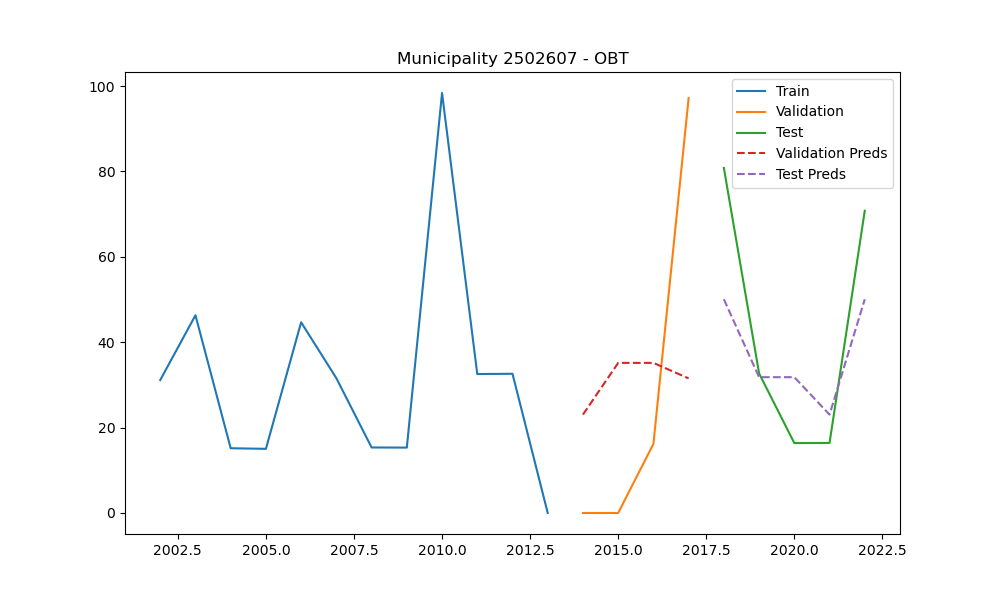 Municipality 2502607 - OBT
100
80
60
40
20
0
2002.5
2005.0
2007.5
2010.0
2012.5
2015.0
2017.5
2020.0
2022.5
Train
Validation
Test
Validation Preds
Test Preds